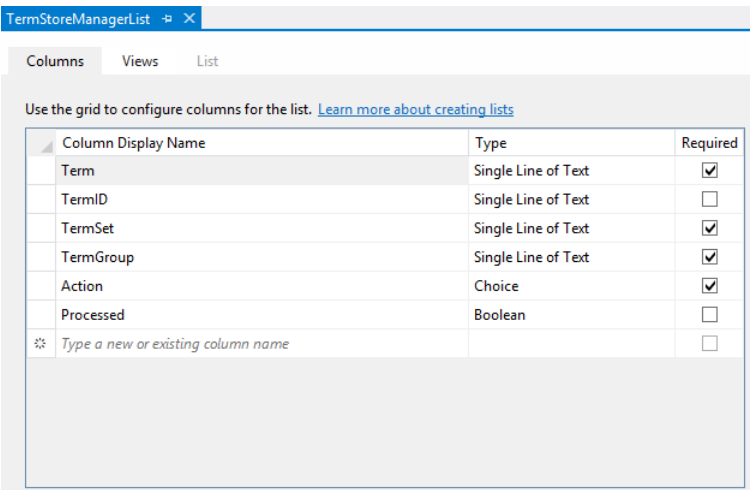 TermStoreManagerList
Columns Views List
Use the grid to configure columns for the list. Learn more about creating lists
Column Display Name Type Required
Term Single Line of Text
TermID Single Line of Text
TermSet Single Line of Text
TermGroup Single Line of Text
Action Choice
Processed Boolean
Type a new or existing column name